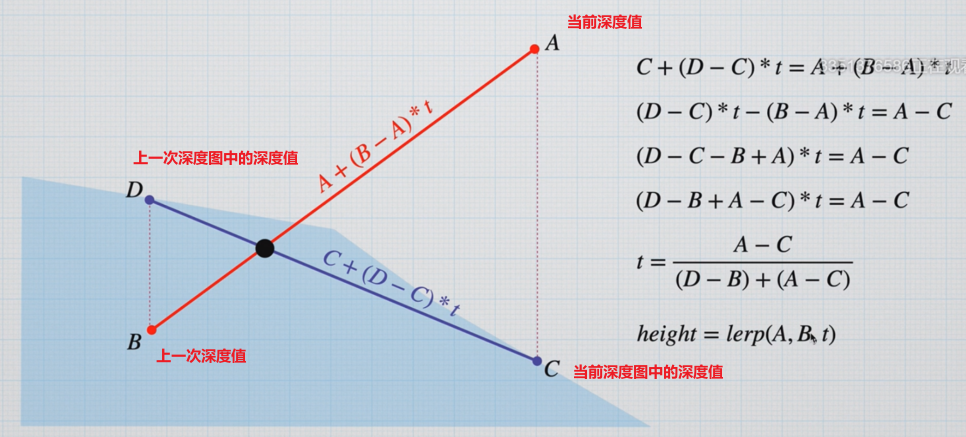 当前深度值
A
C + (D − C) * t = A + (B − A) * t
(D − C) * t − (B − A) * t = A − C
A + (B − A) * t
上一次深度图中的深度值
(D − C − B + A) * t = A − C
D
(D − B + A − C) * t = A − C
C + (D − C) * t
t = A − C
(D − B) + (A − C)
B
height = lerp(A, B, t)
上一次深度值
C
当前深度图中的深度值